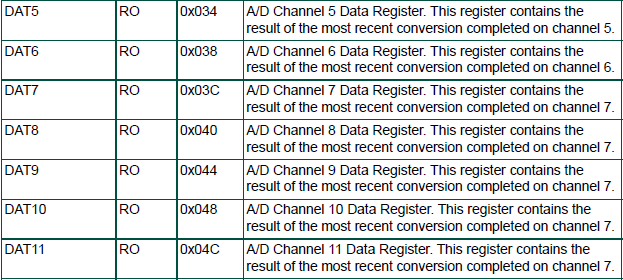 DAT5 RO 0x034 A/D Channel 5 Data Register. This register contains the
result of the most recent conversion completed on channel 5.
DAT6 RO 0x038 A/D Channel 6 Data Register. This register contains the
result of the most recent conversion completed on channel 6.
DAT7 RO 0x03C A/D Channel 7 Data Register. This register contains the
result of the most recent conversion completed on channel 7.
DAT8 RO 0x040 A/D Channel 8 Data Register. This register contains the
result of the most recent conversion completed on channel 7.
DAT9 RO 0x044 A/D Channel 9 Data Register. This register contains the
result of the most recent conversion completed on channel 7.
DAT10 RO 0x048 A/D Channel 10 Data Register. This register contains the
result of the most recent conversion completed on channel 7.
DAT11 RO 0x04C A/D Channel 11 Data Register. This register contains the
result of the most recent conversion completed on channel 7.